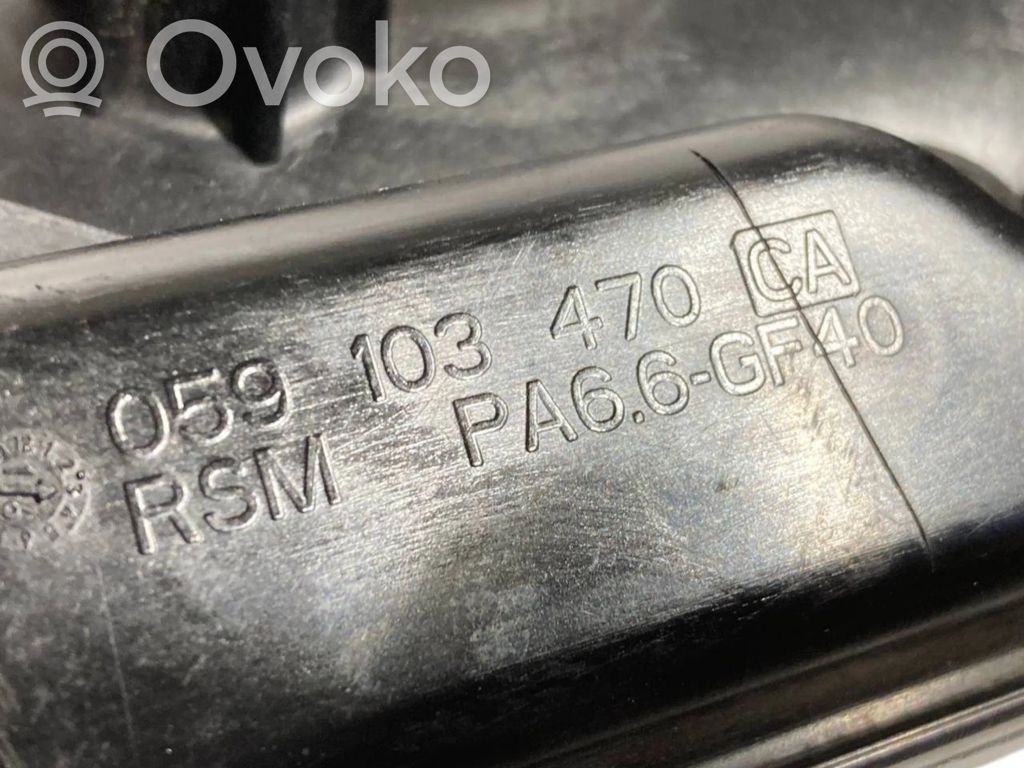 Ovoko
059 103 470 CA
RSM PA6.6-GF40